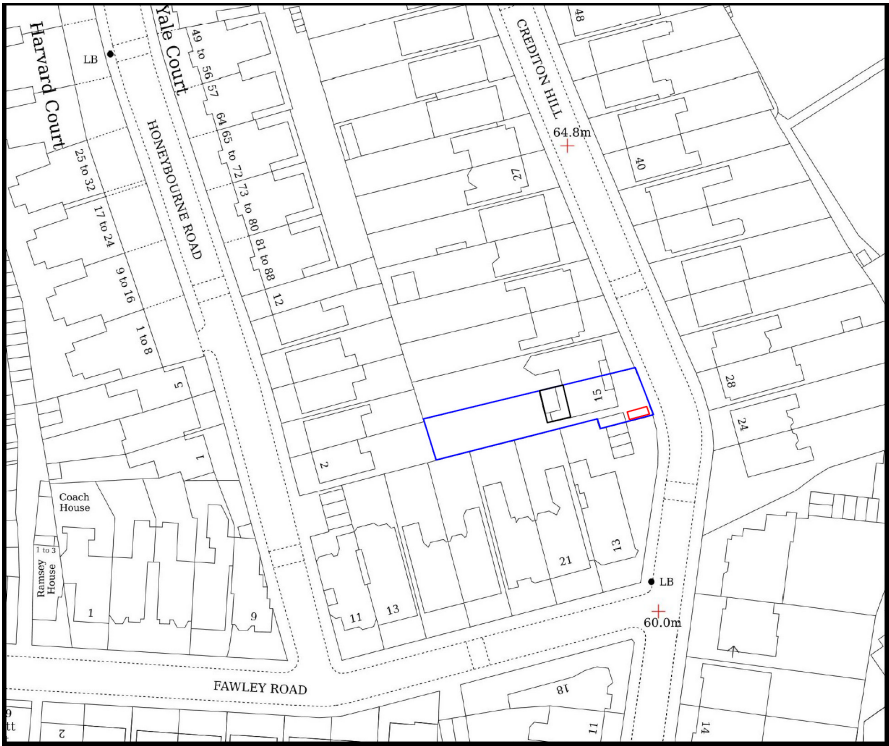 Harvard Court
Yale Court
LB
HONEYBOURNE ROAD
CREDITON HILL
48
49 to 56
57
64
65
to 72
73
to 80
81 to 88
12
64.8m
27
40
25 to 32
17 to 24
9 to 16
1 to 8
5
1
2
15
28
24
Coach
House
1 to 3
Ramsey
House
1
9
11
13
21
13
LB
60.0m
FAWLEY ROAD
18
11
14
2
9
tt